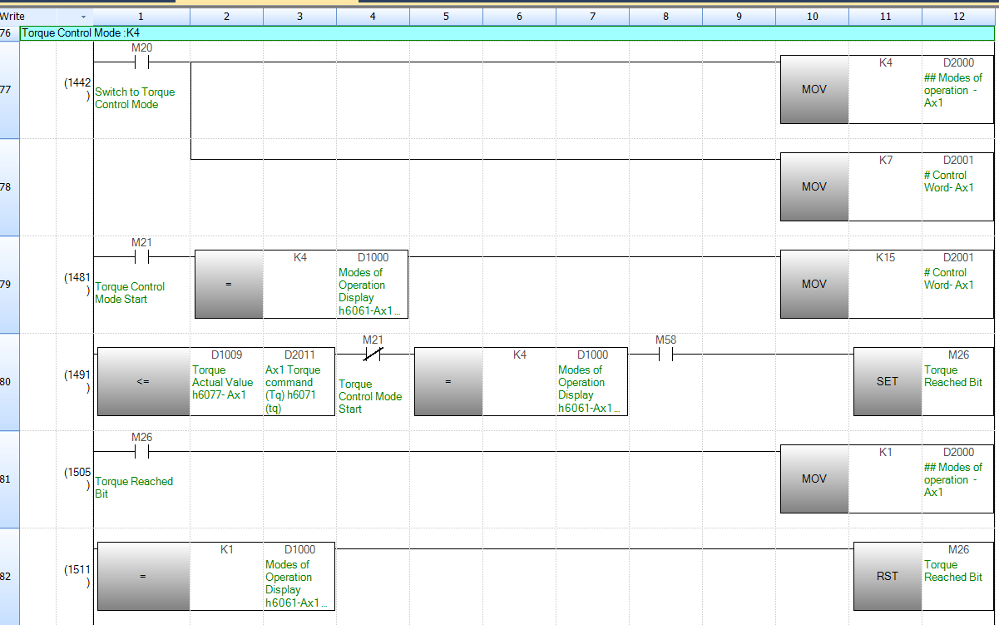 Write 1 2 3 4 5 6 7 8 9 10 11 12
76 Torque Control Mode :K4
M20
K4 D2000
77 (1442
)
Switch to Torque
Control Mode
MOV
## Modes of
operation -
Ax1
K7 D2001
78 MOV
# Control
Word- Ax1
M21
K4 D1000
K15 D2001
79 (1481
)
Torque Control
Mode Start
=
Modes of
Operation
Display
h6061-Ax1...
MOV
# Control
Word- Ax1
M21
M58
D1009 D2011
K4 D1000
M26
80 (1491
)
<=
Torque
Actual Value
h6077- Ax1
Ax1 Torque
command
(Tq) h6071
(tq)
Torque
Control Mode
Start
=
Modes of
Operation
Display
h6061-Ax1...
SET
Torque
Reached Bit
M26
K1 D2000
81 (1505
)
Torque Reached
Bit
MOV
## Modes of
operation -
Ax1
K1 D1000
M26
82 (1511
)
=
Modes of
Operation
Display
h6061-Ax1...
RST
Torque
Reached Bit